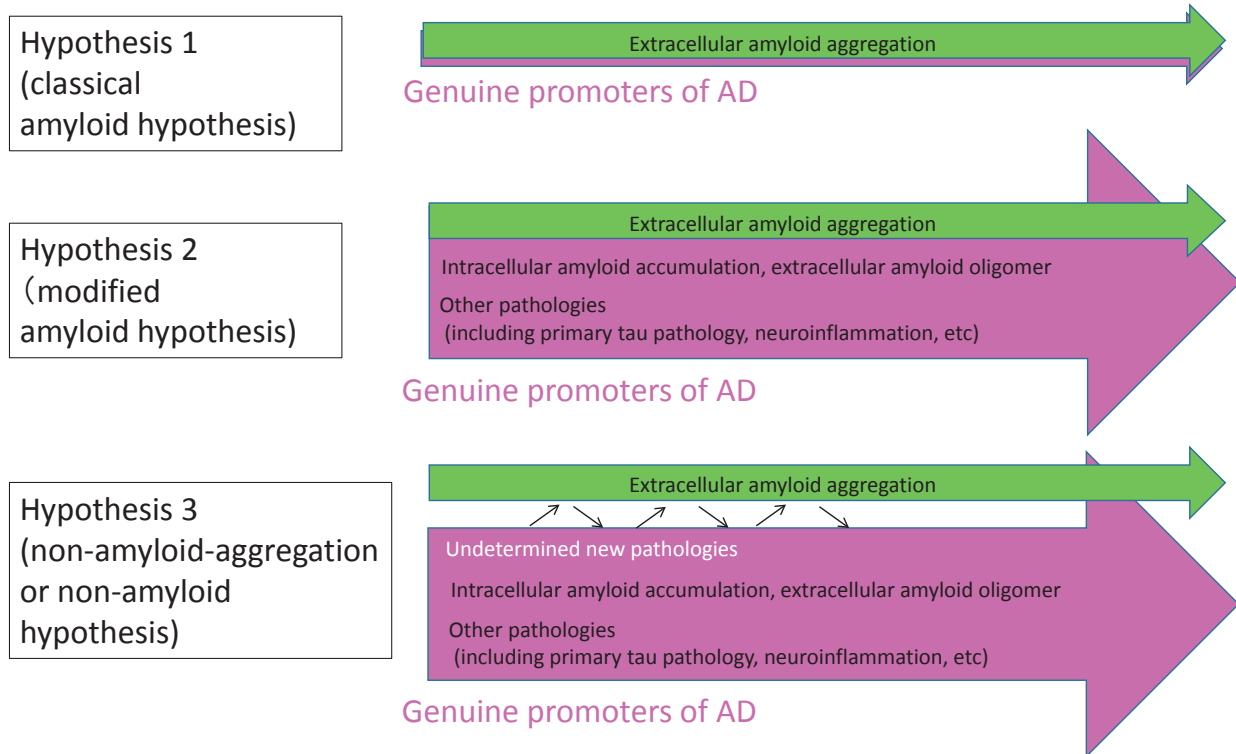 Hypothesis 1
(classical
amyloid hypothesis)
Extracellular amyloid aggregation
Genuine promoters of AD
Hypothesis 2
（modified
amyloid hypothesis)
Extracellular amyloid aggregation
Intracellular amyloid accumulation, extracellular amyloid oligomer
Other pathologies
(including primary tau pathology, neuroinflammation, etc)
Genuine promoters of AD
Hypothesis 3
(non-amyloid-aggregation
or non-amyloid
hypothesis)
Extracellular amyloid aggregation
Undetermined new pathologies
Intracellular amyloid accumulation, extracellular amyloid oligomer
Other pathologies
(including primary tau pathology, neuroinflammation, etc)
Genuine promoters of AD